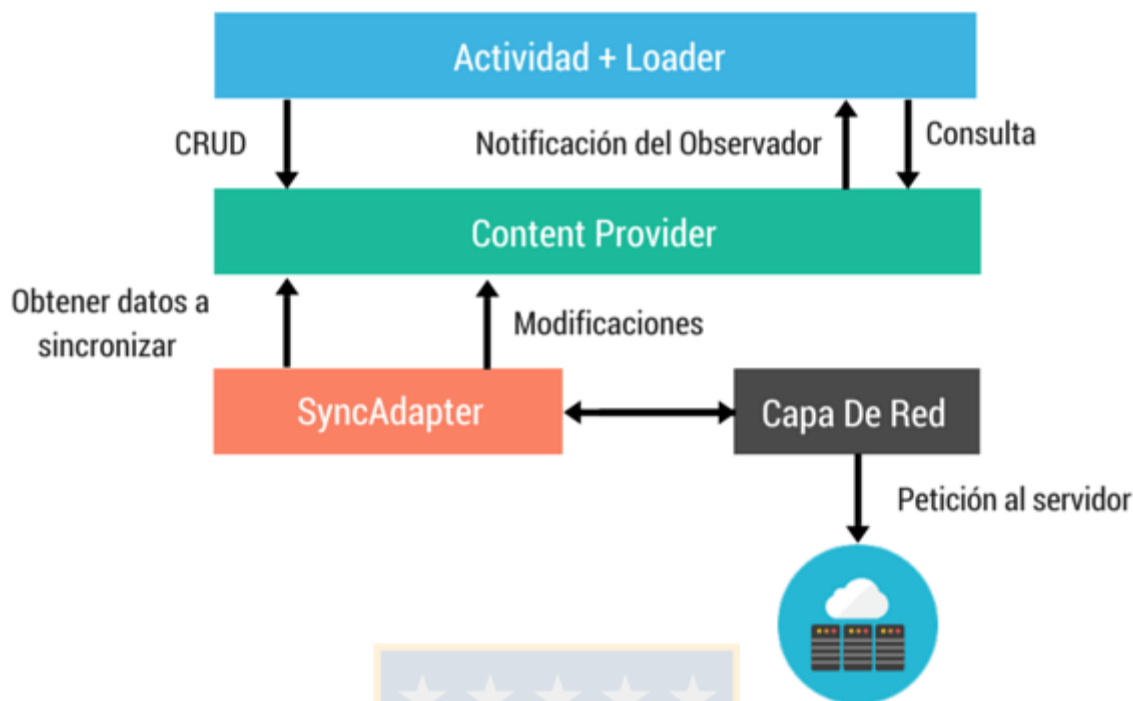 Actividad + Loader
CRUD
Notificación del Observador
Consulta
Content Provider
Obtener datos a
sincronizar
Modificaciones
SyncAdapter
Capa De Red
Petición al servidor